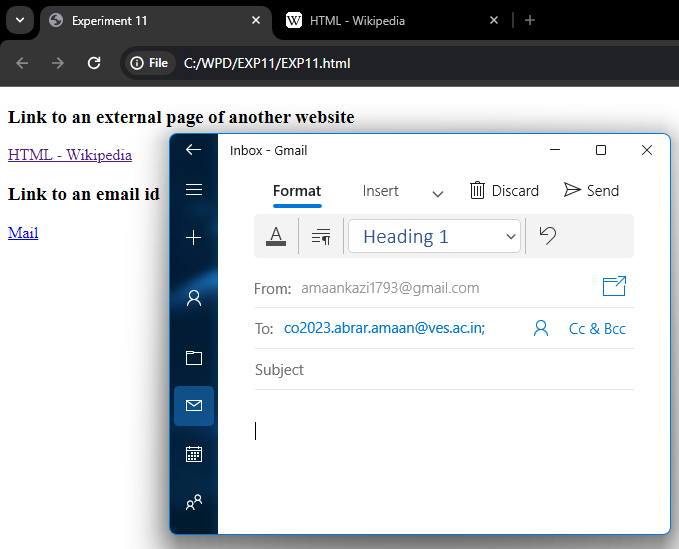 Experiment 11
HTML - Wikipedia
File C:/WPD/EXP11/EXP11.html
Link to an external page of another website
HTML - Wikipedia
Link to an email id
Mail
Inbox - Gmail
Format Insert Discard Send
A Heading 1
From: amaankazi1793@gmail.com
To: co2023.abrar.amaan@ves.ac.in; Cc & Bcc
Subject